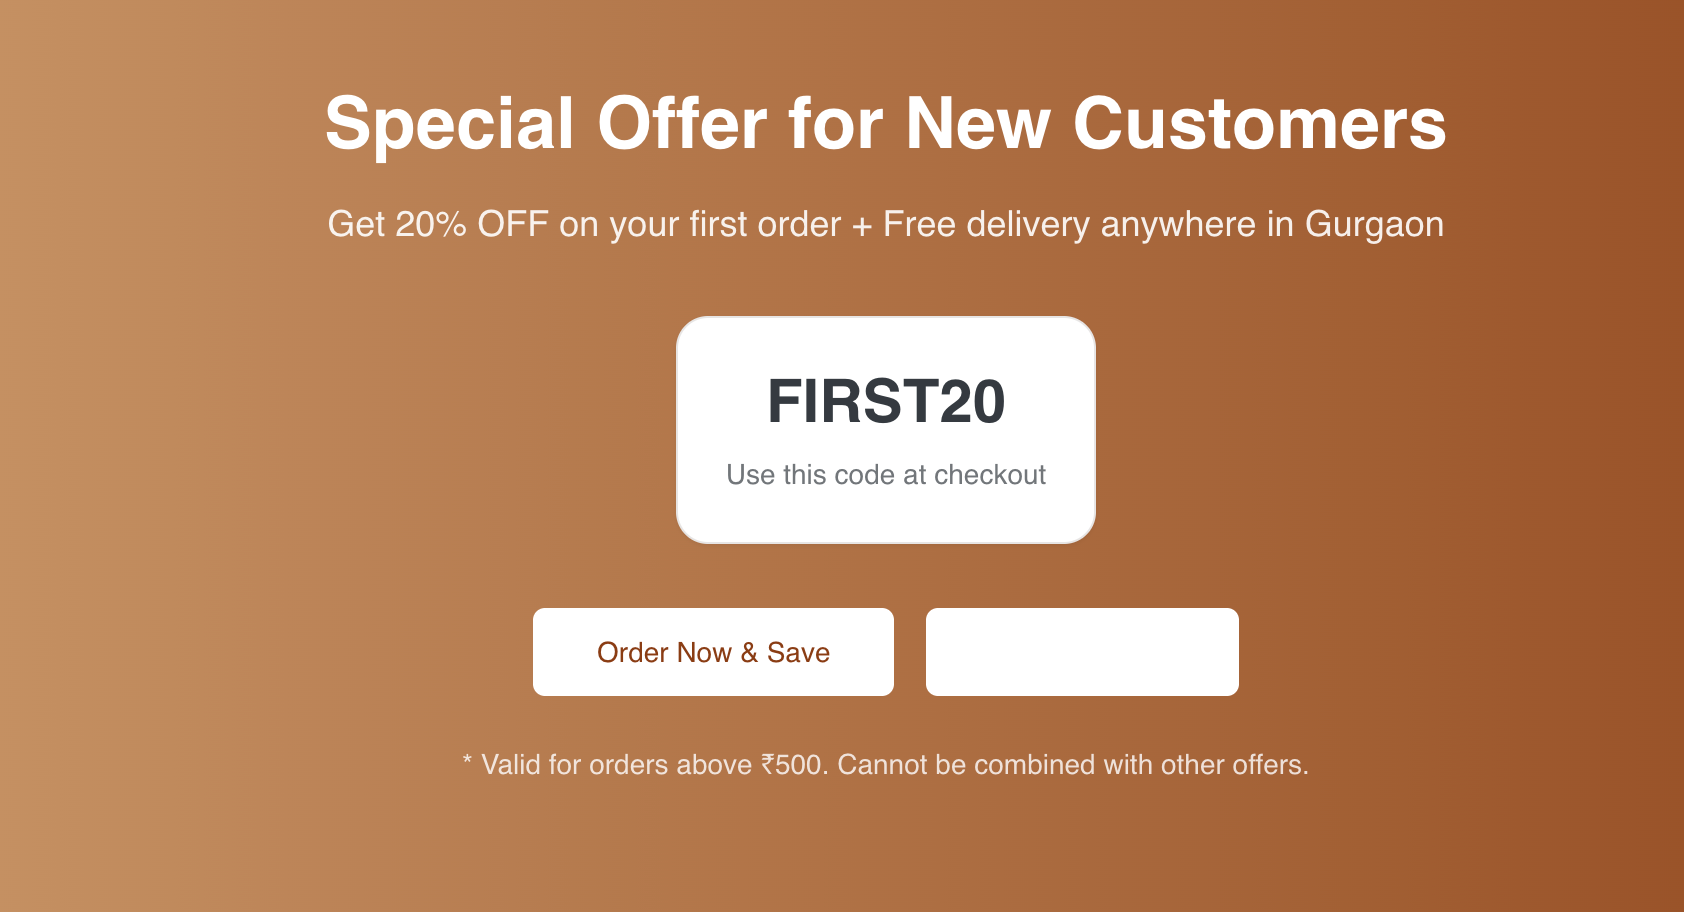 Special Offer for New Customers
Get 20% OFF on your first order + Free delivery anywhere in Gurgaon
FIRST20
Use this code at checkout
Order Now & Save
* Valid for orders above ₹500. Cannot be combined with other offers.